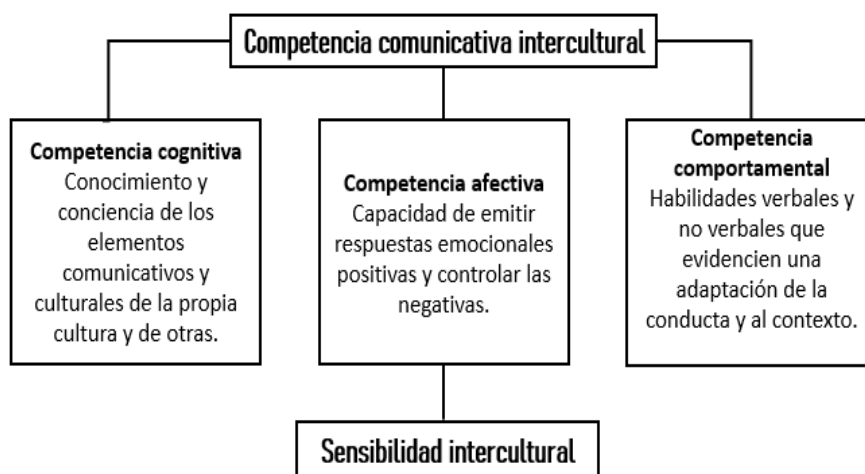 Competencia comunicativa intercultural
Competencia cognitiva
Conocimiento y
conciencia de los
elementos
comunicativos y
culturales de la propia
cultura y de otras.
Competencia afectiva
Capacidad de emitir
respuestas emocionales
positivas y controlar las
negativas.
Competencia
comportamental
Habilidades verbales y
no verbales que
evidencien una
adaptación de la
conducta y al contexto.
Sensibilidad intercultural